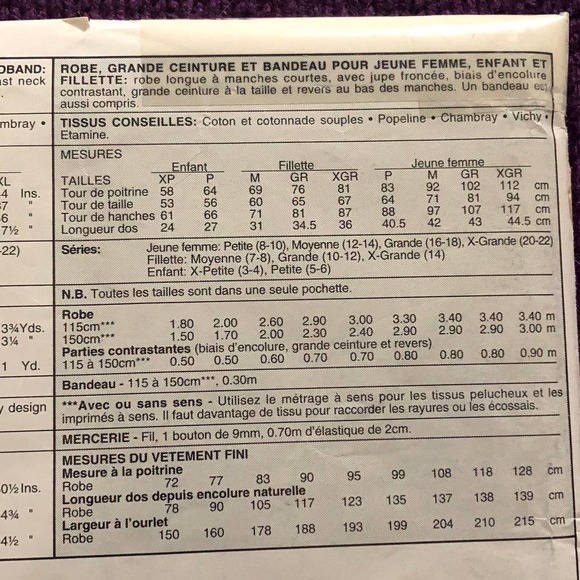 DBAND:
ast neck
mbray •
XL
4 Ins.
37 "
6 "
7½ "
-22)
3¾Yds.
3¼ "
1 Yd.
y design
60½Ins.
4¾ "
4½ "
ROBE, GRANDE CEINTURE ET BANDEAU POUR JEUNE FEMME, ENFANT ET
FILLETTE: robe longue à manches courtes, avec jupe froncée, biais d'encolure
contrastant, grande ceinture à la taille et revers au bas des manches. Un bandeau est
aussi compris.
TISSUS CONSEILLES: Coton et cotonnade souples • Popeline • Chambray • Vichy •
Etamine.
MESURES
Enfant Fillette Jeune femme
TAILLES XP P M GR XGR P M GR XGR
Tour de poitrine 58 64 69 76 81 83 92 102 112 cm
Tour de taille 53 56 60 65 67 64 71 81 94 cm
Tour de hanches 61 66 71 81 87 88 97 107 117 cm
Longueur dos 24 27 31 34.5 36 40.5 42 43 44.5 cm
Séries: Jeune femme: Petite (8-10), Moyenne (12-14), Grande (16-18), X-Grande (20-22)
Fillette: Moyenne (7-8), Grande (10-12), X-Grande (14)
Enfant: X-Petite (3-4), Petite (5-6)
N.B. Toutes les tailles sont dans une seule pochette.
Robe
115cm*** 1.80 2.00 2.60 2.90 3.00 3.30 3.40 3.40 3.40 m
150cm*** 1.50 1.70 2.00 2.30 2.40 2.90 2.90 2.90 3.00 m
Parties contrastantes (biais d'encolure, grande ceinture et revers)
115 à 150cm*** 0.50 0.50 0.60 0.70 0.70 0.80 0.80 0.80 0.90 m
Bandeau - 115 à 150cm***, 0.30m
***Avec ou sans sens - Utilisez le métrage à sens pour les tissus pelucheux et les
imprimés à sens. Il faut davantage de tissu pour raccorder les rayures ou les écossais.
MERCERIE - Fil, 1 bouton de 9mm, 0.70m d'élastique de 2cm.
MESURES DU VETEMENT FINI
Mesure à la poitrine
Robe 72 77 83 90 95 99 108 118 128 cm
Longueur dos depuis encolure naturelle
Robe 78 90 105 117 123 135 137 138 139 cm
Largeur à l'ourlet
Robe 150 160 178 188 193 199 204 210 215 cm